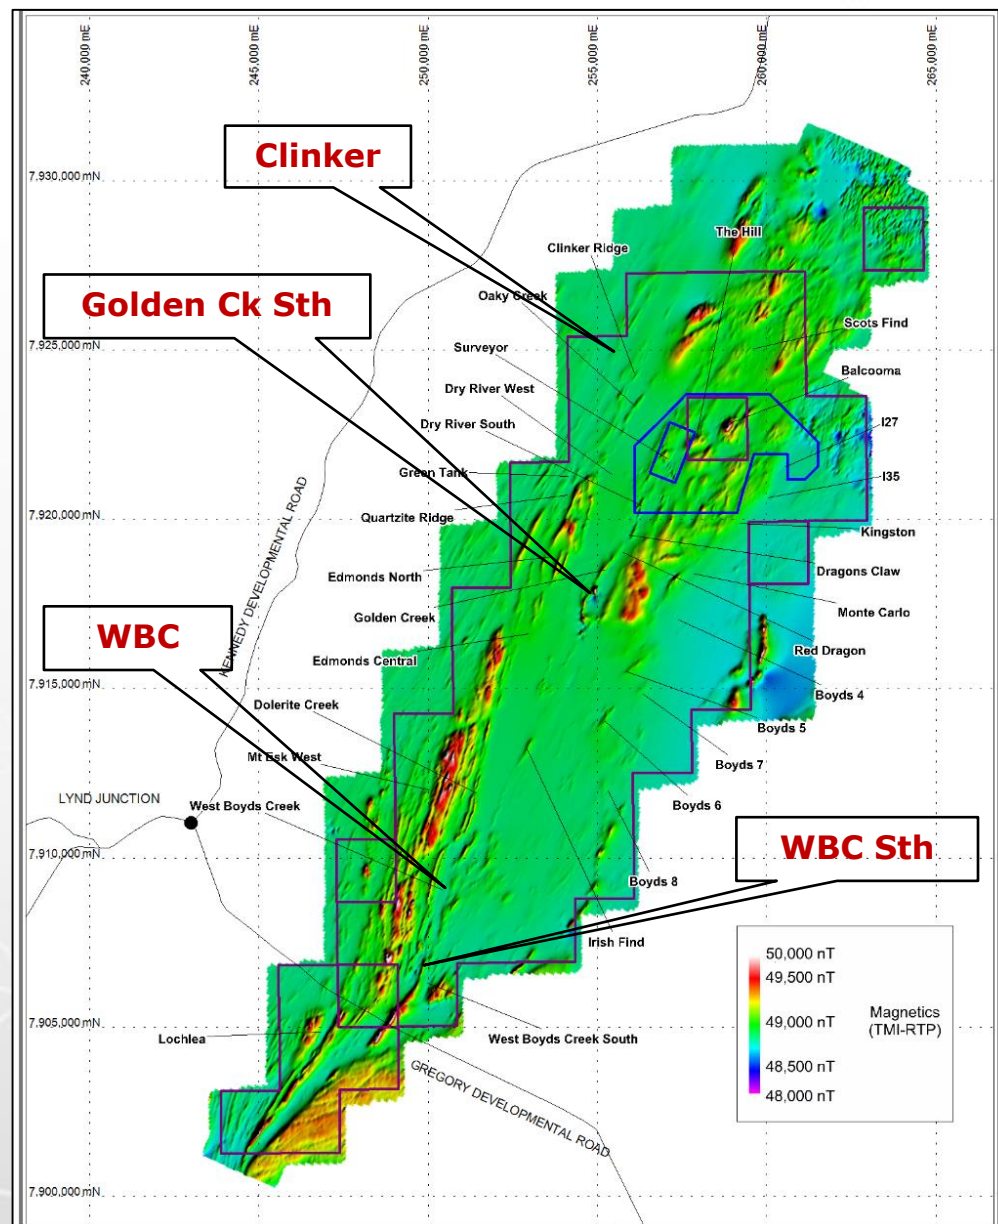 240,000 mE
245,000 mE
250,000 mE
255,000 mE
260,000 mE
265,000 mE
Clinker
7,930,000 mN
The Hill
Clinker Ridge
Golden Ck Sth
Oaky Creek
Scots Find
7,925,000 mN
Surveyor
Balcooma
Dry River West
Dry River South
I27
Green Tank
I35
Quartzite Ridge
7,920,000 mN
Kingston
KENNEDY DEVELOPMENTAL ROAD
Dragons Claw
Edmonds North
Golden Creek
Monte Carlo
WBC
Red Dragon
Edmonds Central
7,915,000 mN
Boyds 4
Dolerite Creek
Boyds 5
Mt Esk West
Boyds 7
LYND JUNCTION
West Boyds Creek
Boyds 6
WBC Sth
7,910,000 mN
Boyds 8
Irish Find
50,000 nT
49,500 nT
49,000 nT
48,500 nT
48,000 nT
Magnetics
(TMI-RTP)
7,905,000 mN
Lochlea
West Boyds Creek South
GREGORY DEVELOPMENTAL ROAD
7,900,000 mN